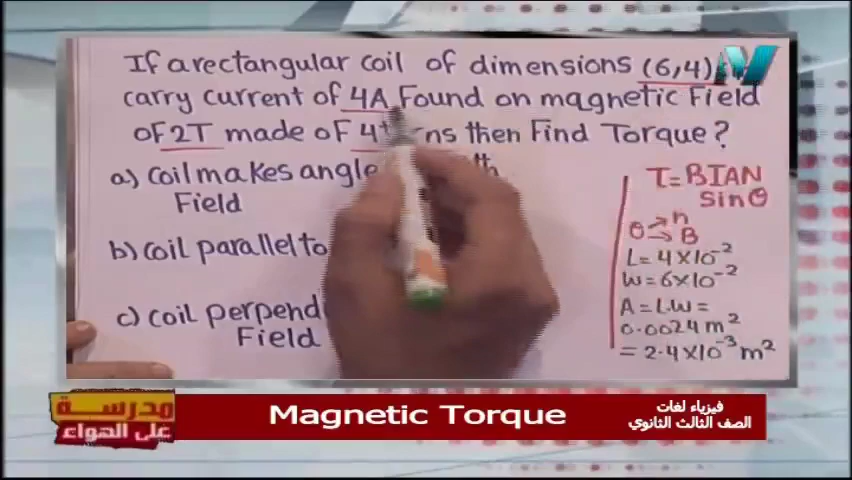 If a rectangular coil of dimensions (6,4)
carry current of 4A Found on magnetic Field
of 2T made of 4 then Find Torque?
a) Coil makes angle
Field
b) Coil parallel to
c) Coil perpend
Field
τ = BIAN
sinθ
θ → n
→ B
L = 4 × 10⁻²
W = 6 × 10⁻²
A = L.W =
0.0024 m²
= 2.4 × 10⁻³ m²
مدرسة
على الهواء
Magnetic Torque
فيزياء لغات
الصف الثالث الثانوي